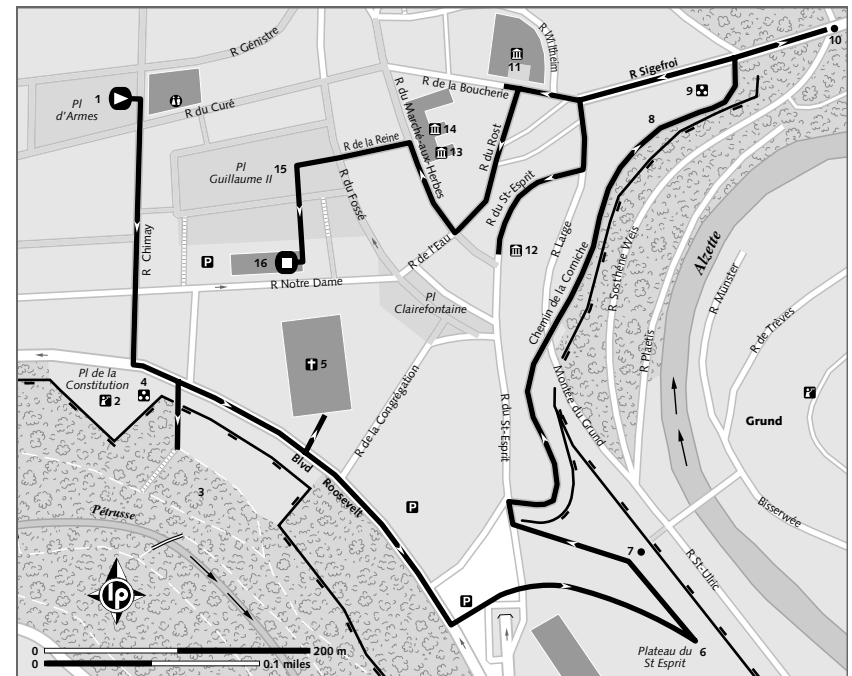 R Génistre
R Wiltheim
10
11
R Sigefroi
1
Pl
d'Armes
R du Curé
R de la Boucherie
9
8
R du Marché-aux-Herbes
14
13
R de la Reine
15
Pl
Guillaume II
R du Rost
R du St-Esprit
R du Fossé
R Chimay
P
16
R de l'Eau
12
R Large
R Sosthène Weis
Alzette
R Münster
R Notre Dame
Pl
Clairefontaine
Chemin de la Corniche
R Plaetis
R de Trèves
Pl de la
Constitution
2
4
5
R de la Congrégation
R du St-Esprit
Montée du Grund
Grund
Blvd
Roosevelt
3
Pétrusse
P
Bisserwée
7
R St-Ulric
lp
P
0
200 m
0
0.1 miles
Plateau du
St Esprit
6